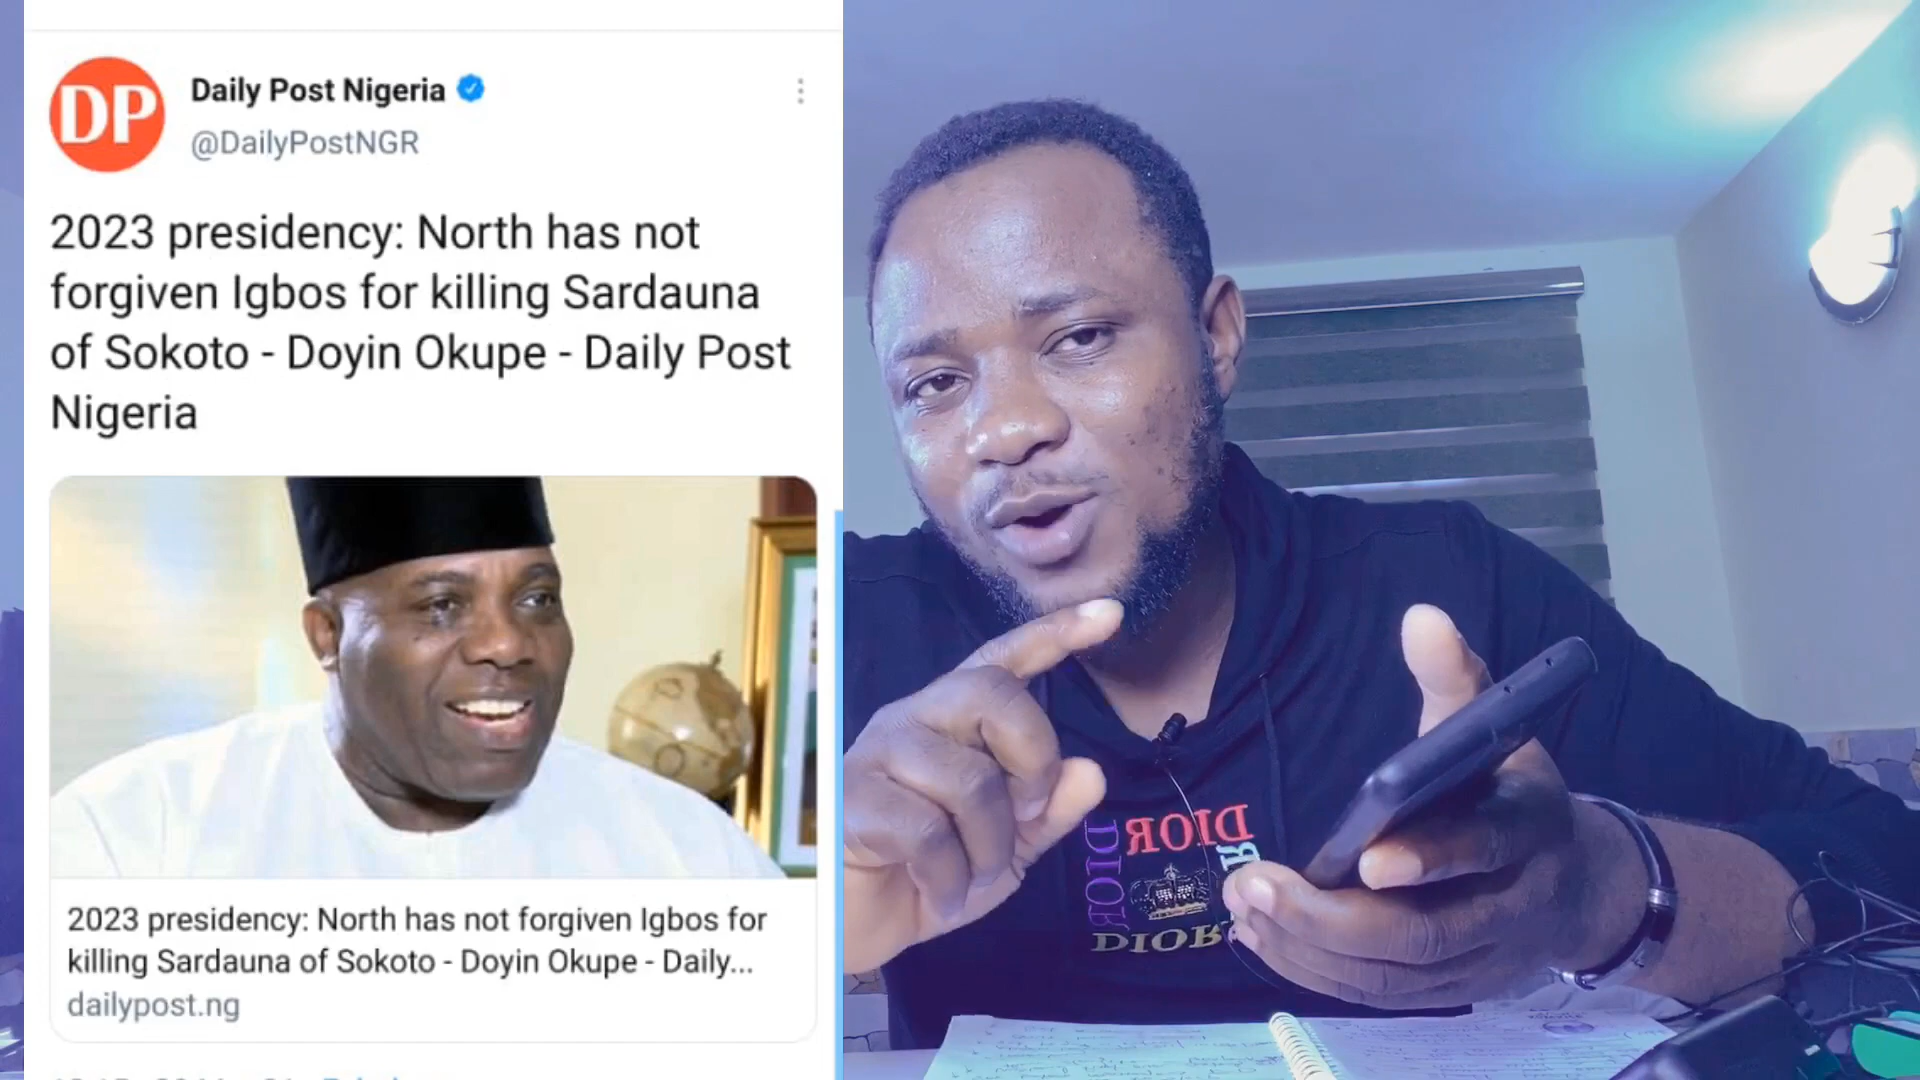 DP
Daily Post Nigeria
@DailyPostNGR
2023 presidency: North has not
forgiven Igbos for killing Sardauna
of Sokoto - Doyin Okupe - Daily Post
Nigeria
2023 presidency: North has not forgiven Igbos for
killing Sardauna of Sokoto - Doyin Okupe - Daily...
dailypost.ng
DIOR
DIOR
DIOR